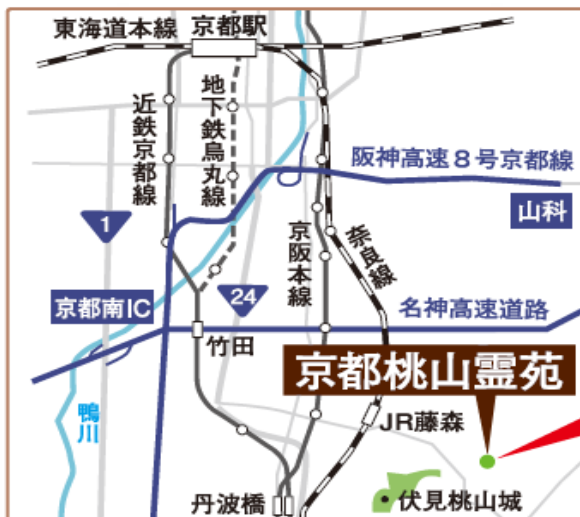 東海道本線
京都駅
近鉄京都線
地下鉄烏丸線
阪神高速8号京都線
山科
1
京阪本線
奈良線
24
京都南IC
名神高速道路
竹田
京都桃山霊苑
鴨川
JR藤森
丹波橋
伏見桃山城